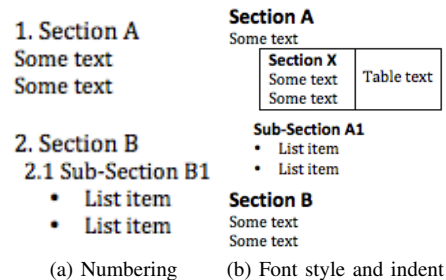 1. Section A
Some text
Some text
2. Section B
2.1 Sub-Section B1
• List item
• List item
(a) Numbering
Section A
Some text
Section X
Some text
Some text
Table text
Sub-Section A1
• List item
• List item
Section B
Some text
Some text
(b) Font style and indent